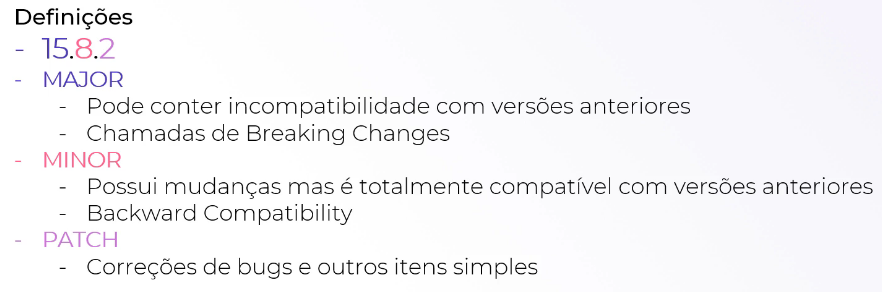 Definições
- 15.8.2
- MAJOR
- Pode conter incompatibilidade com versões anteriores
- Chamadas de Breaking Changes
- MINOR
- Possui mudanças mas é totalmente compatível com versões anteriores
- Backward Compatibility
- PATCH
- Correções de bugs e outros itens simples